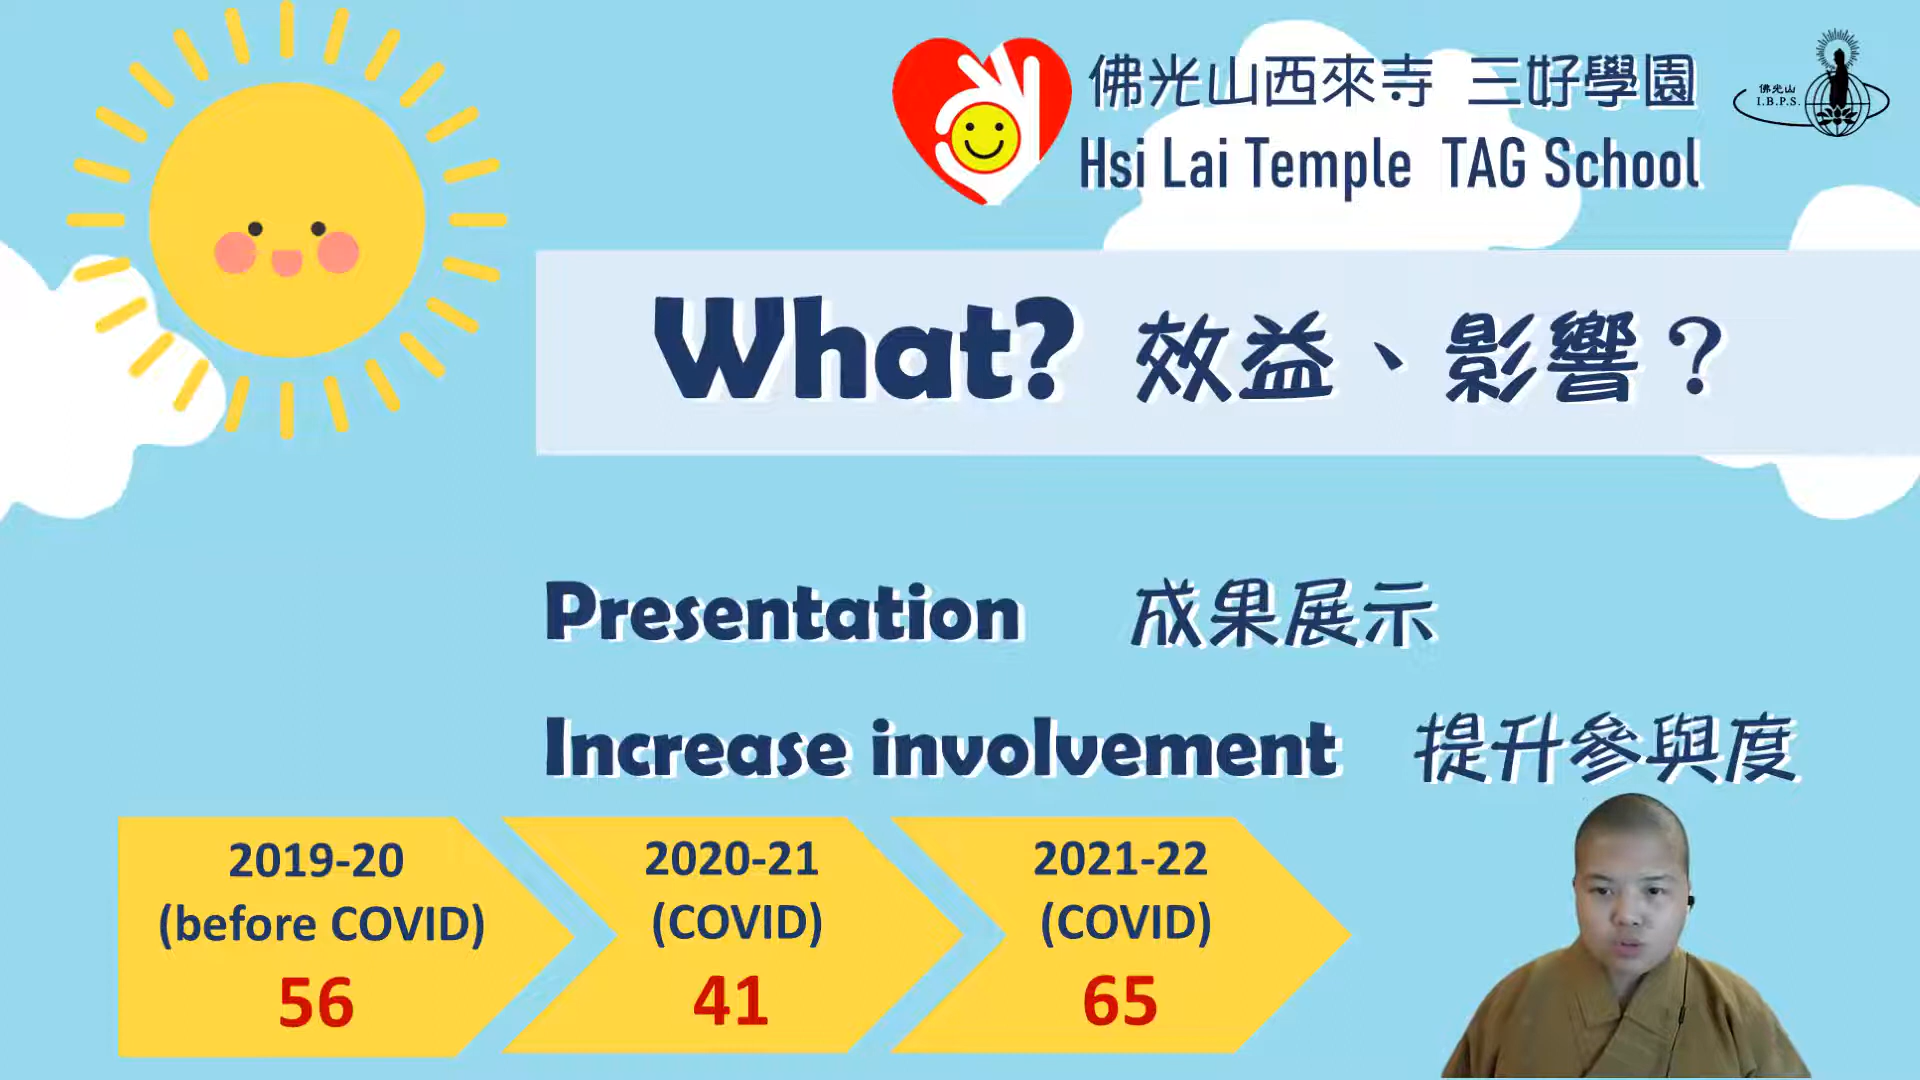 佛光山西來寺 三好學園
佛光山
I.B.P.S.
Hsi Lai Temple TAG School
What? 效益、影響？
Presentation 成果展示
Increase involvement 提升參與度
2019-20
(before COVID)
56
2020-21
(COVID)
41
2021-22
(COVID)
65